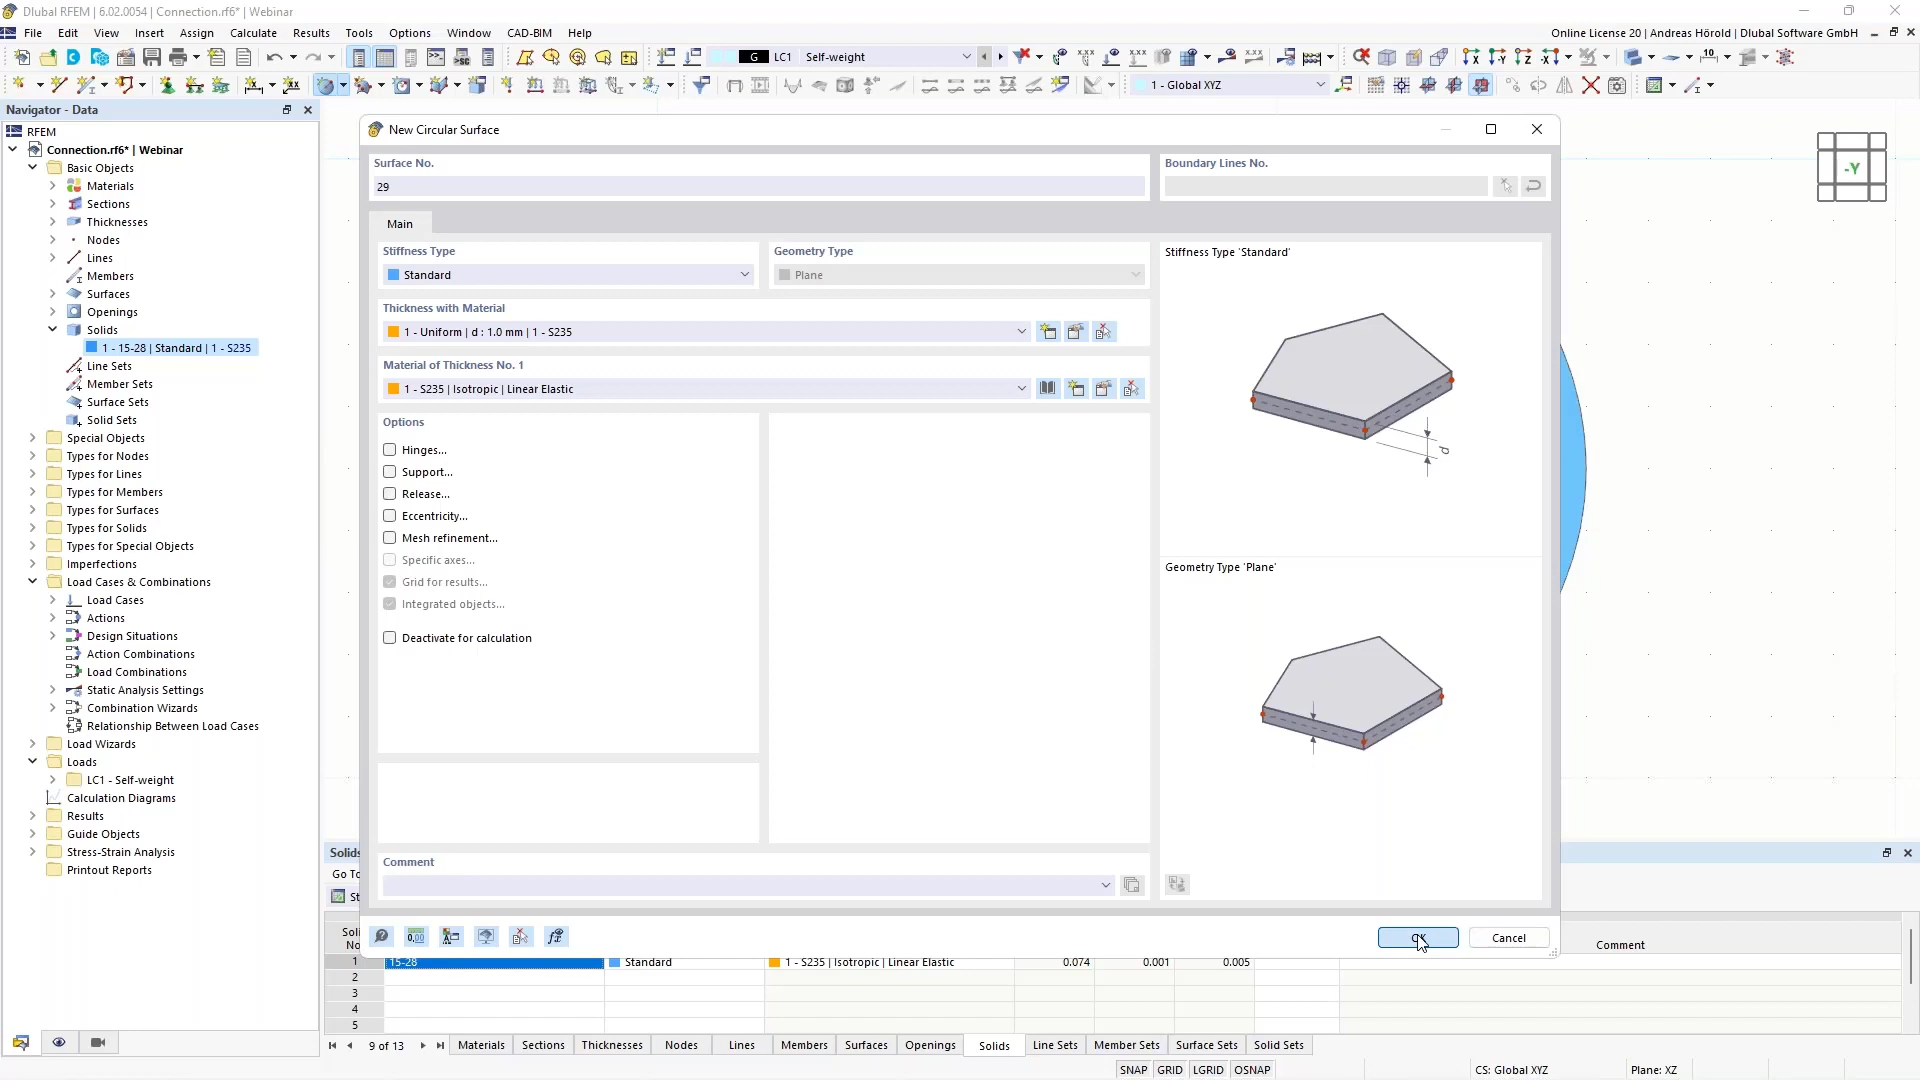 Dlubal RFEM | 6.02.0054 | Connection.rf6* | Webinar
File Edit View Insert Assign Calculate Results Tools Options Window CAD-BIM Help
Online License 20 | Andreas Hörold | Dlubal Software GmbH
G LC1 Self-weight
1 - Global XYZ
Navigator - Data
RFEM
Connection.rf6* | Webinar
Basic Objects
Materials
Sections
Thicknesses
Nodes
Lines
Members
Surfaces
Openings
Solids
1 - 15-28 | Standard | 1 - S235
Line Sets
Member Sets
Surface Sets
Solid Sets
Special Objects
Types for Nodes
Types for Lines
Types for Members
Types for Surfaces
Types for Solids
Types for Special Objects
Imperfections
Load Cases & Combinations
Load Cases
Actions
Design Situations
Action Combinations
Load Combinations
Static Analysis Settings
Combination Wizards
Relationship Between Load Cases
Load Wizards
Loads
LC1 - Self-weight
Calculation Diagrams
Results
Guide Objects
Stress-Strain Analysis
Printout Reports
New Circular Surface
Surface No.
29
Boundary Lines No.
Main
Stiffness Type
Standard
Geometry Type
Plane
Thickness with Material
1 - Uniform | d : 1.0 mm | 1 - S235
Material of Thickness No. 1
1 - S235 | Isotropic | Linear Elastic
Options
Hinges...
Support...
Release...
Eccentricity...
Mesh refinement...
Specific axes...
Grid for results...
Integrated objects...
Deactivate for calculation
Comment
Stiffness Type 'Standard'
d
Geometry Type 'Plane'
OK Cancel
-Y
Solids
Go To
Comment
1 15-28 Standard 1 - S235 | Isotropic | Linear Elastic 0.074 0.001 0.005
2
3
4
5
9 of 13 Materials Sections Thicknesses Nodes Lines Members Surfaces Openings Solids Line Sets Member Sets Surface Sets Solid Sets
SNAP GRID LGRID OSNAP CS: Global XYZ Plane: XZ